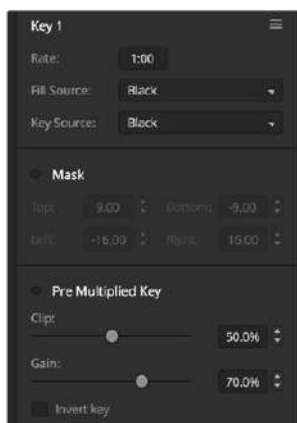 Key 1
Rate: 1:00
Fill Source: Black
Key Source: Black
Mask
Top: 9.00 Bottom: -9.00
Left: -16.00 Right: 16.00
Pre Multiplied Key
Clip:
50.0%
Gain:
70.0%
Invert key